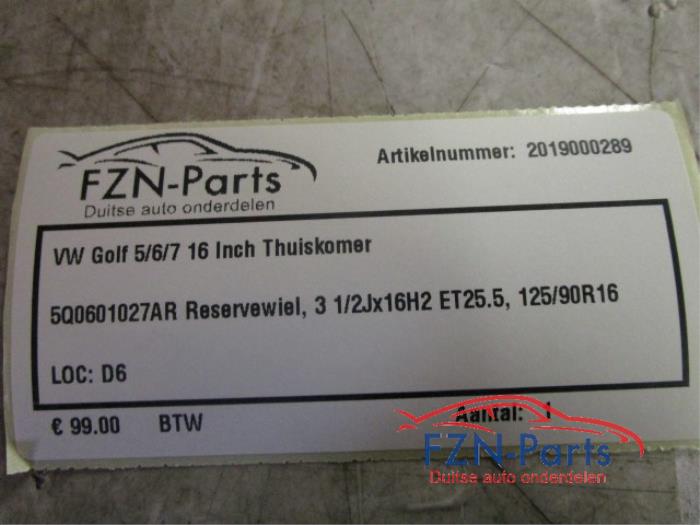 FZN-Parts
Duitse auto onderdelen
Artikelnummer: 2019000289
VW Golf 5/6/7 16 Inch Thuiskomer
5Q0601027AR Reservewiel, 3 1/2Jx16H2 ET25.5, 125/90R16
LOC: D6
€ 99.00 BTW Aantal: 1
FZN-Parts
Duitse auto onderdelen